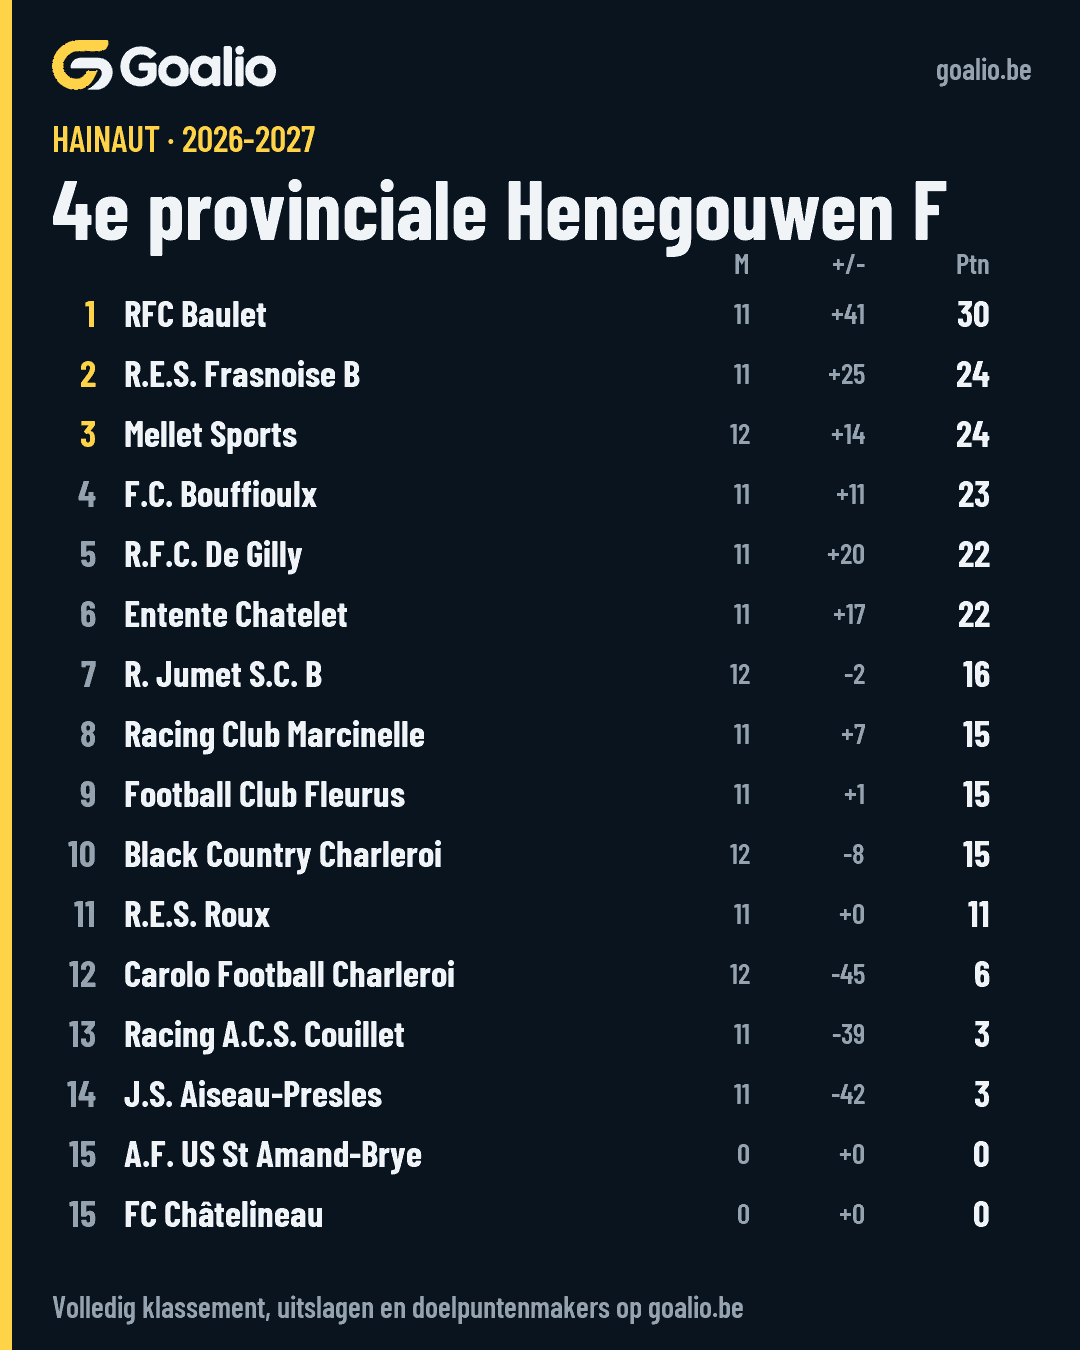 Goalio
goalio.be
HAINAUT · 2026-2027
4e provinciale Henegouwen F
M +/- Ptn
1 RFC Baulet 11 +41 30
2 R.E.S. Frasnoise B 11 +25 24
3 Mellet Sports 12 +14 24
4 F.C. Bouffioulx 11 +11 23
5 R.F.C. De Gilly 11 +20 22
6 Entente Chatelet 11 +17 22
7 R. Jumet S.C. B 12 -2 16
8 Racing Club Marcinelle 11 +7 15
9 Football Club Fleurus 11 +1 15
10 Black Country Charleroi 12 -8 15
11 R.E.S. Roux 11 +0 11
12 Carolo Football Charleroi 12 -45 6
13 Racing A.C.S. Couillet 11 -39 3
14 J.S. Aiseau-Presles 11 -42 3
15 A.F. US St Amand-Brye 0 +0 0
15 FC Châtelineau 0 +0 0
Volledig klassement, uitslagen en doelpuntenmakers op goalio.be